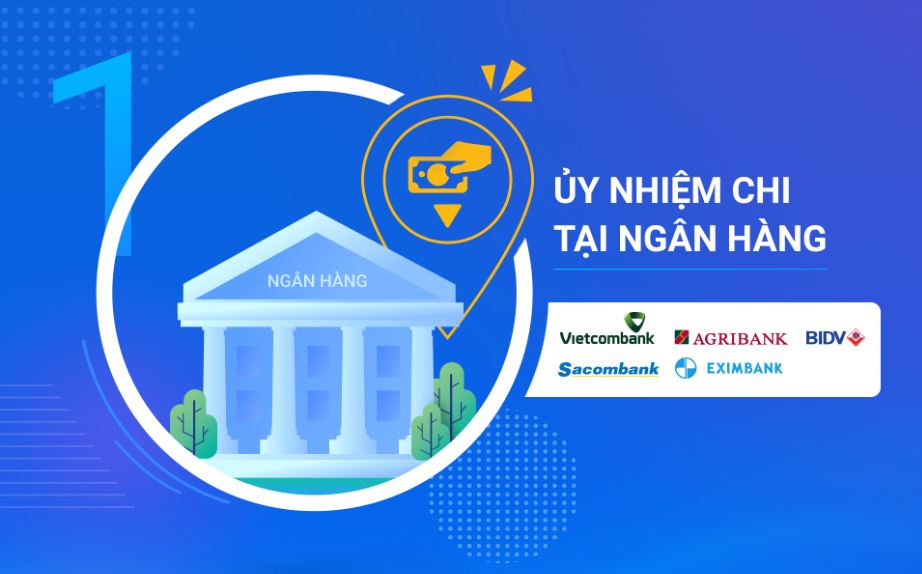 1
ỦY NHIỆM CHI
TẠI NGÂN HÀNG
NGÂN HÀNG
Vietcombank AGRIBANK BIDV
Sacombank EXIMBANK